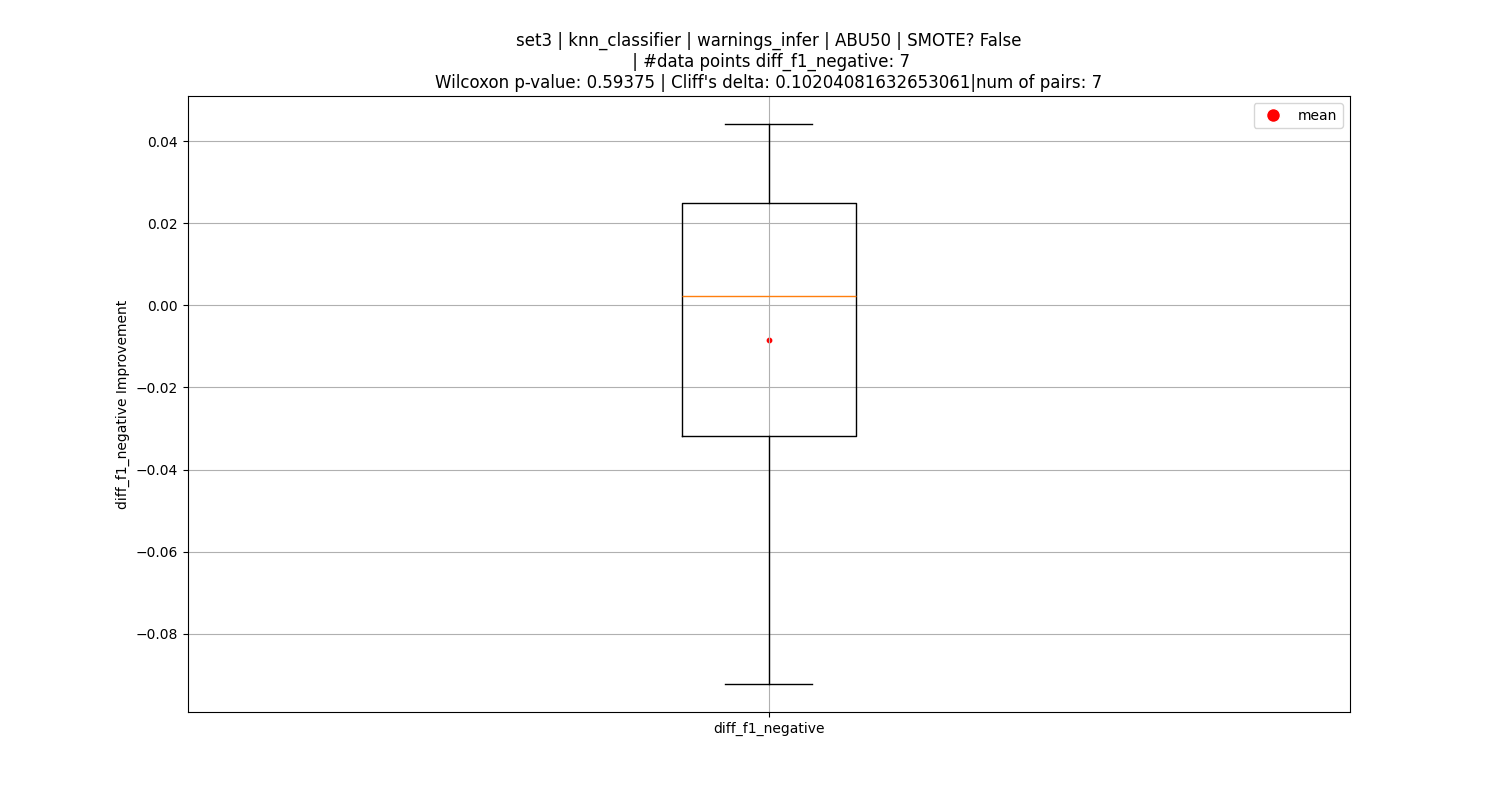 set3 | knn_classifier | warnings_infer | ABU50 | SMOTE? False
| #data points diff_f1_negative: 7
Wilcoxon p-value: 0.59375 | Cliff's delta: 0.10204081632653061|num of pairs: 7
mean
0.04
0.02
0.00
−0.02
−0.04
−0.06
−0.08
diff_f1_negative Improvement
diff_f1_negative